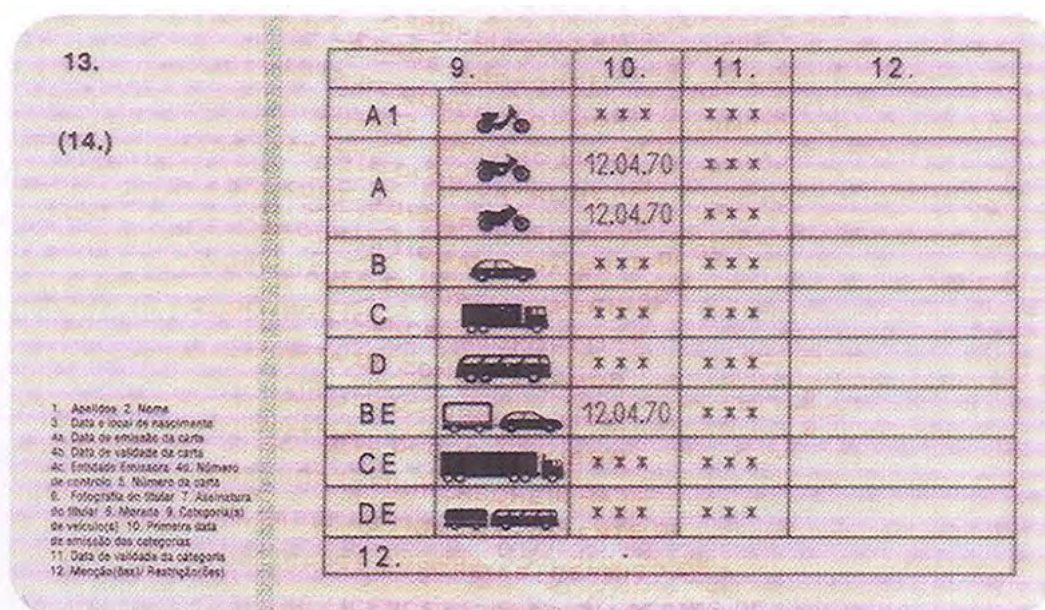 13.
(14.)
9. 10. 11. 12.
A1 *** ***
A 12.04.70 ***
12.04.70 ***
B *** ***
C *** ***
D *** ***
BE 12.04.70 ***
CE *** ***
DE *** ***
12.
1. Apelidos 2. Nome
3. Data e local de nascimento
4a. Data de emissão da carta
4b. Data de validade da carta
4c. Entidade Emissora 4d. Número
de controlo 5. Número da carta
6. Fotografia do titular 7. Assinatura
do titular 8. Morada 9. Categoria(s)
de veículo(s) 10. Primeira data
de emissão das categorias
11. Data de validade da categoria
12. Menção(ões)/ Restrição(ões)